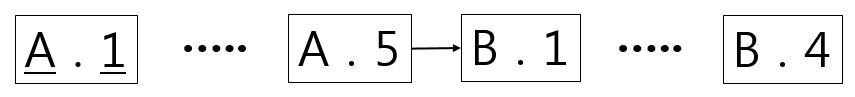 A . 1 ..... A . 5 B . 1 ..... B . 4